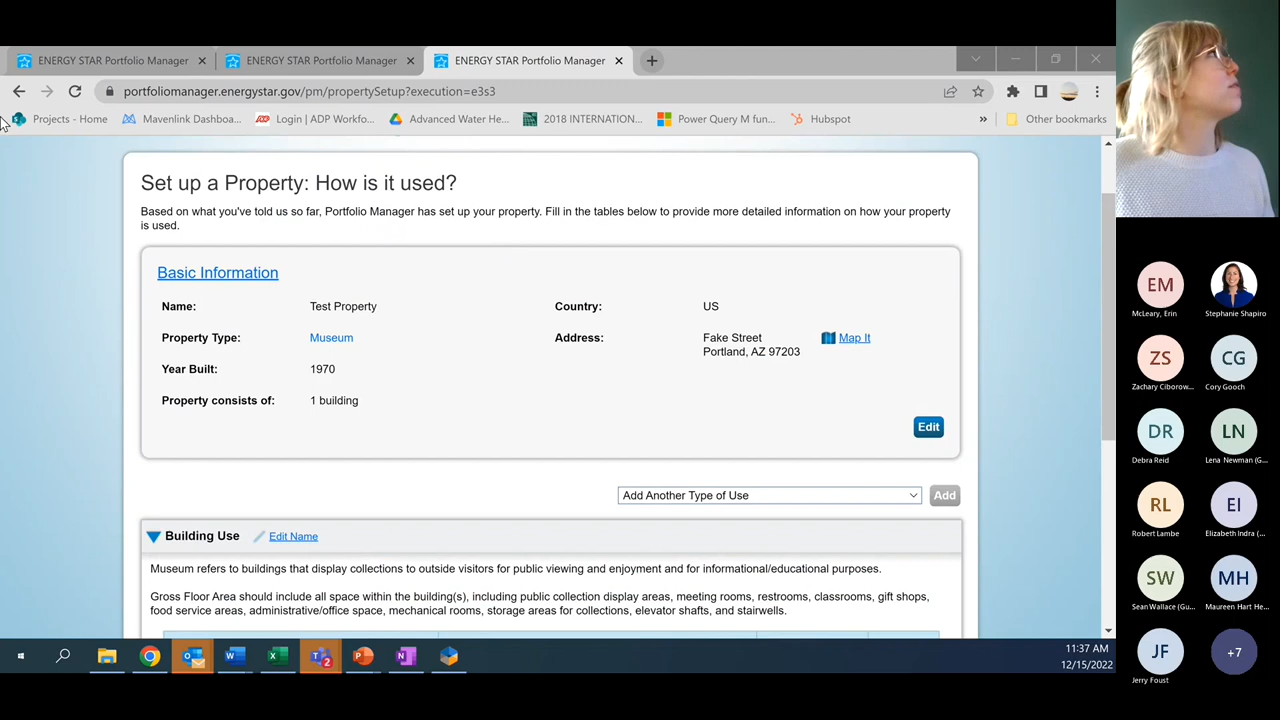 ENERGY STAR Portfolio Manager
ENERGY STAR Portfolio Manager
ENERGY STAR Portfolio Manager
portfoliomanager.energystar.gov/pm/propertySetup?execution=e3s3
Projects - Home
Mavenlink Dashboa...
Login | ADP Workfo...
Advanced Water He...
2018 INTERNATION...
Power Query M fun...
Hubspot
»
Other bookmarks
Set up a Property: How is it used?
Based on what you've told us so far, Portfolio Manager has set up your property. Fill in the tables below to provide more detailed information on how your property
is used.
Basic Information
Name: Test Property
Country: US
Property Type: Museum
Address: Fake Street
Portland, AZ 97203
Map It
Year Built: 1970
Property consists of: 1 building
Edit
Add Another Type of Use
Add
Building Use
Edit Name
Museum refers to buildings that display collections to outside visitors for public viewing and enjoyment and for informational/educational purposes.
Gross Floor Area should include all space within the building(s), including public collection display areas, meeting rooms, restrooms, classrooms, gift shops,
food service areas, administrative/office space, mechanical rooms, storage areas for collections, elevator shafts, and stairwells.
2
11:37 AM
12/15/2022
EM
McLeary, Erin
Stephanie Shapiro
ZS
Zachary Ciborow...
CG
Cory Gooch
DR
Debra Reid
LN
Lena Newman (G...
RL
Robert Lambe
EI
Elizabeth Indra (...
SW
Sean Wallace (Gu...
MH
Maureen Hart He...
JF
Jerry Foust
+7